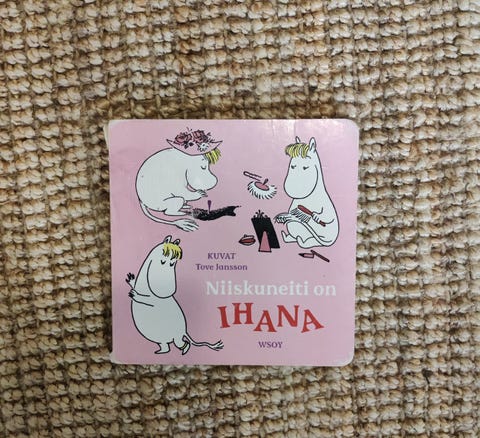 KUVAT
Tove Jansson
Niiskuneiti on
IHANA
WSOY